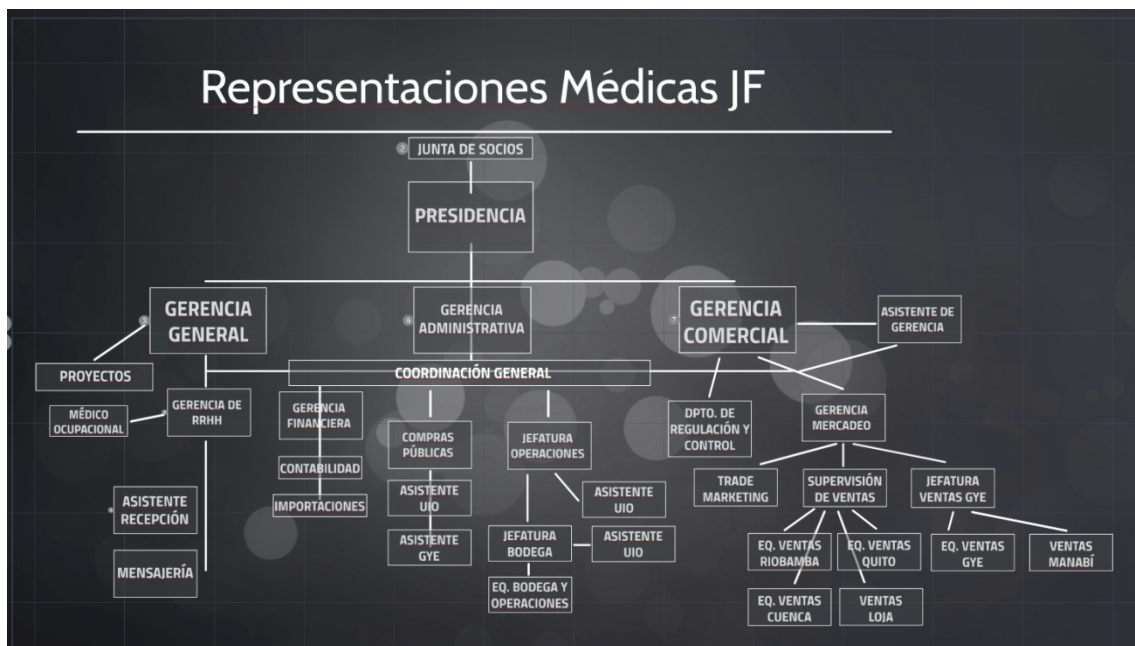 Representaciones Médicas JF
2
JUNTA DE SOCIOS
PRESIDENCIA
3
GERENCIA
GENERAL
GERENCIA
ADMINISTRATIVA
7
GERENCIA
COMERCIAL
ASISTENTE DE
GERENCIA
PROYECTOS
COORDINACIÓN GENERAL
MÉDICO
OCUPACIONAL
GERENCIA DE
RRHH
GERENCIA
FINANCIERA
COMPRAS
PÚBLICAS
JEFATURA
OPERACIONES
DPTO. DE
REGULACIÓN Y
CONTROL
GERENCIA
MERCADEO
CONTABILIDAD
IMPORTACIONES
ASISTENTE
UIO
ASISTENTE
UIO
TRADE
MARKETING
SUPERVISIÓN
DE VENTAS
JEFATURA
VENTAS GYE
ASISTENTE
RECEPCIÓN
ASISTENTE
GYE
JEFATURA
BODEGA
ASISTENTE
UIO
EQ. VENTAS
RIOBAMBA
EQ. VENTAS
QUITO
EQ. VENTAS
GYE
VENTAS
MANABÍ
MENSAJERÍA
EQ. BODEGA Y
OPERACIONES
EQ. VENTAS
CUENCA
VENTAS
LOJA